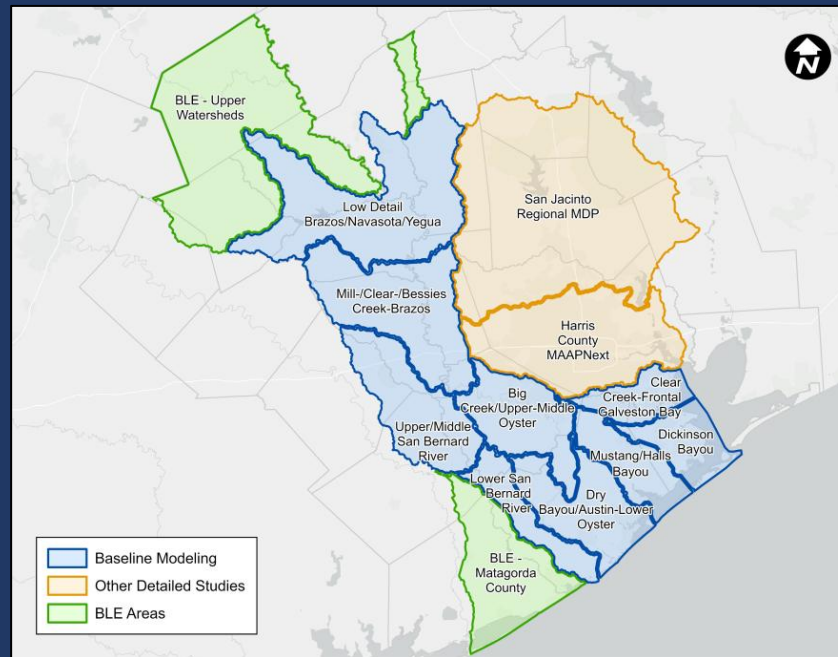 N
BLE - Upper
Watersheds
Low Detail
Brazos/Navasota/Yegua
San Jacinto
Regional MDP
Mill-/Clear-/Bessies
Creek-Brazos
Harris
County
MAAPNext
Clear
Creek-Frontal
Galveston Bay
Big
Creek/Upper-Middle
Oyster
Dickinson
Bayou
Upper/Middle
San Bernard
River
Mustang/Halls
Bayou
Lower San
Bernard
River
Dry
Bayou/Austin-Lower
Oyster
BLE -
Matagorda
County
Baseline Modeling
Other Detailed Studies
BLE Areas